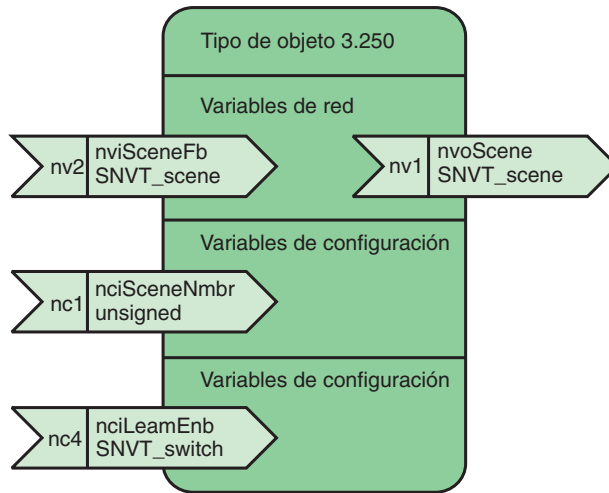 Tipo de objeto 3.250
Variables de red
nv2
nviSceneFb
SNVT_scene
nv1
nvoScene
SNVT_scene
Variables de configuración
nc1
nciSceneNmbr
unsigned
Variables de configuración
nc4
nciLeamEnb
SNVT_switch